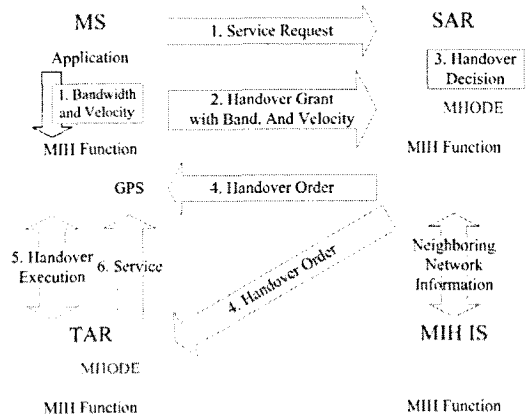 MS
SAR
1. Service Request
Application
3. Handover
Decision
1. Bandwidth
and Velocity
2. Handover Grant
with Band. And Velocity
MHODE
MIH Function
MIH Function
GPS
4. Handover Order
5. Handover
Execution
6. Service
4. Handover Order
Neighboring
Network
Information
TAR
MIH IS
MHODE
MIH Function
MIH Function